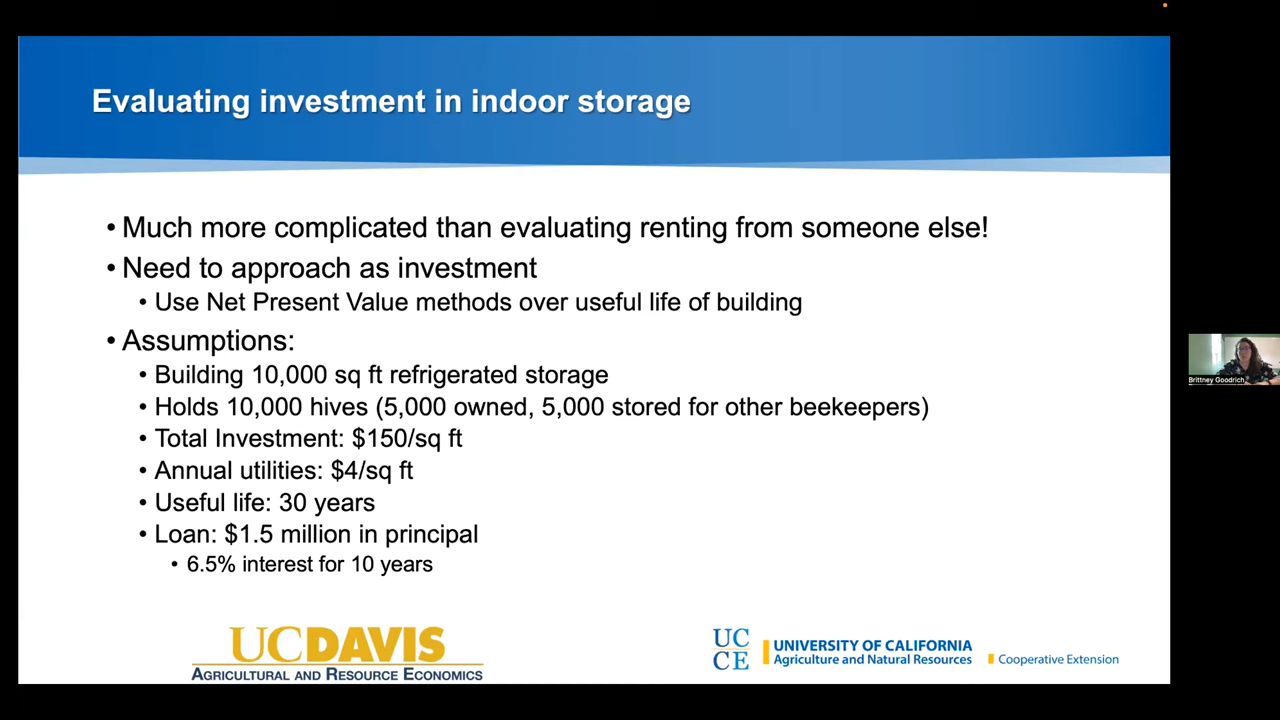 Evaluating investment in indoor storage
• Much more complicated than evaluating renting from someone else!
• Need to approach as investment
• Use Net Present Value methods over useful life of building
• Assumptions:
• Building 10,000 sq ft refrigerated storage
• Holds 10,000 hives (5,000 owned, 5,000 stored for other beekeepers)
• Total Investment: $150/sq ft
• Annual utilities: $4/sq ft
• Useful life: 30 years
• Loan: $1.5 million in principal
• 6.5% interest for 10 years
Brittney Goodrich,
UCDAVIS
AGRICULTURAL AND RESOURCE ECONOMICS
UC
CE
UNIVERSITY OF CALIFORNIA
Agriculture and Natural Resources
Cooperative Extension